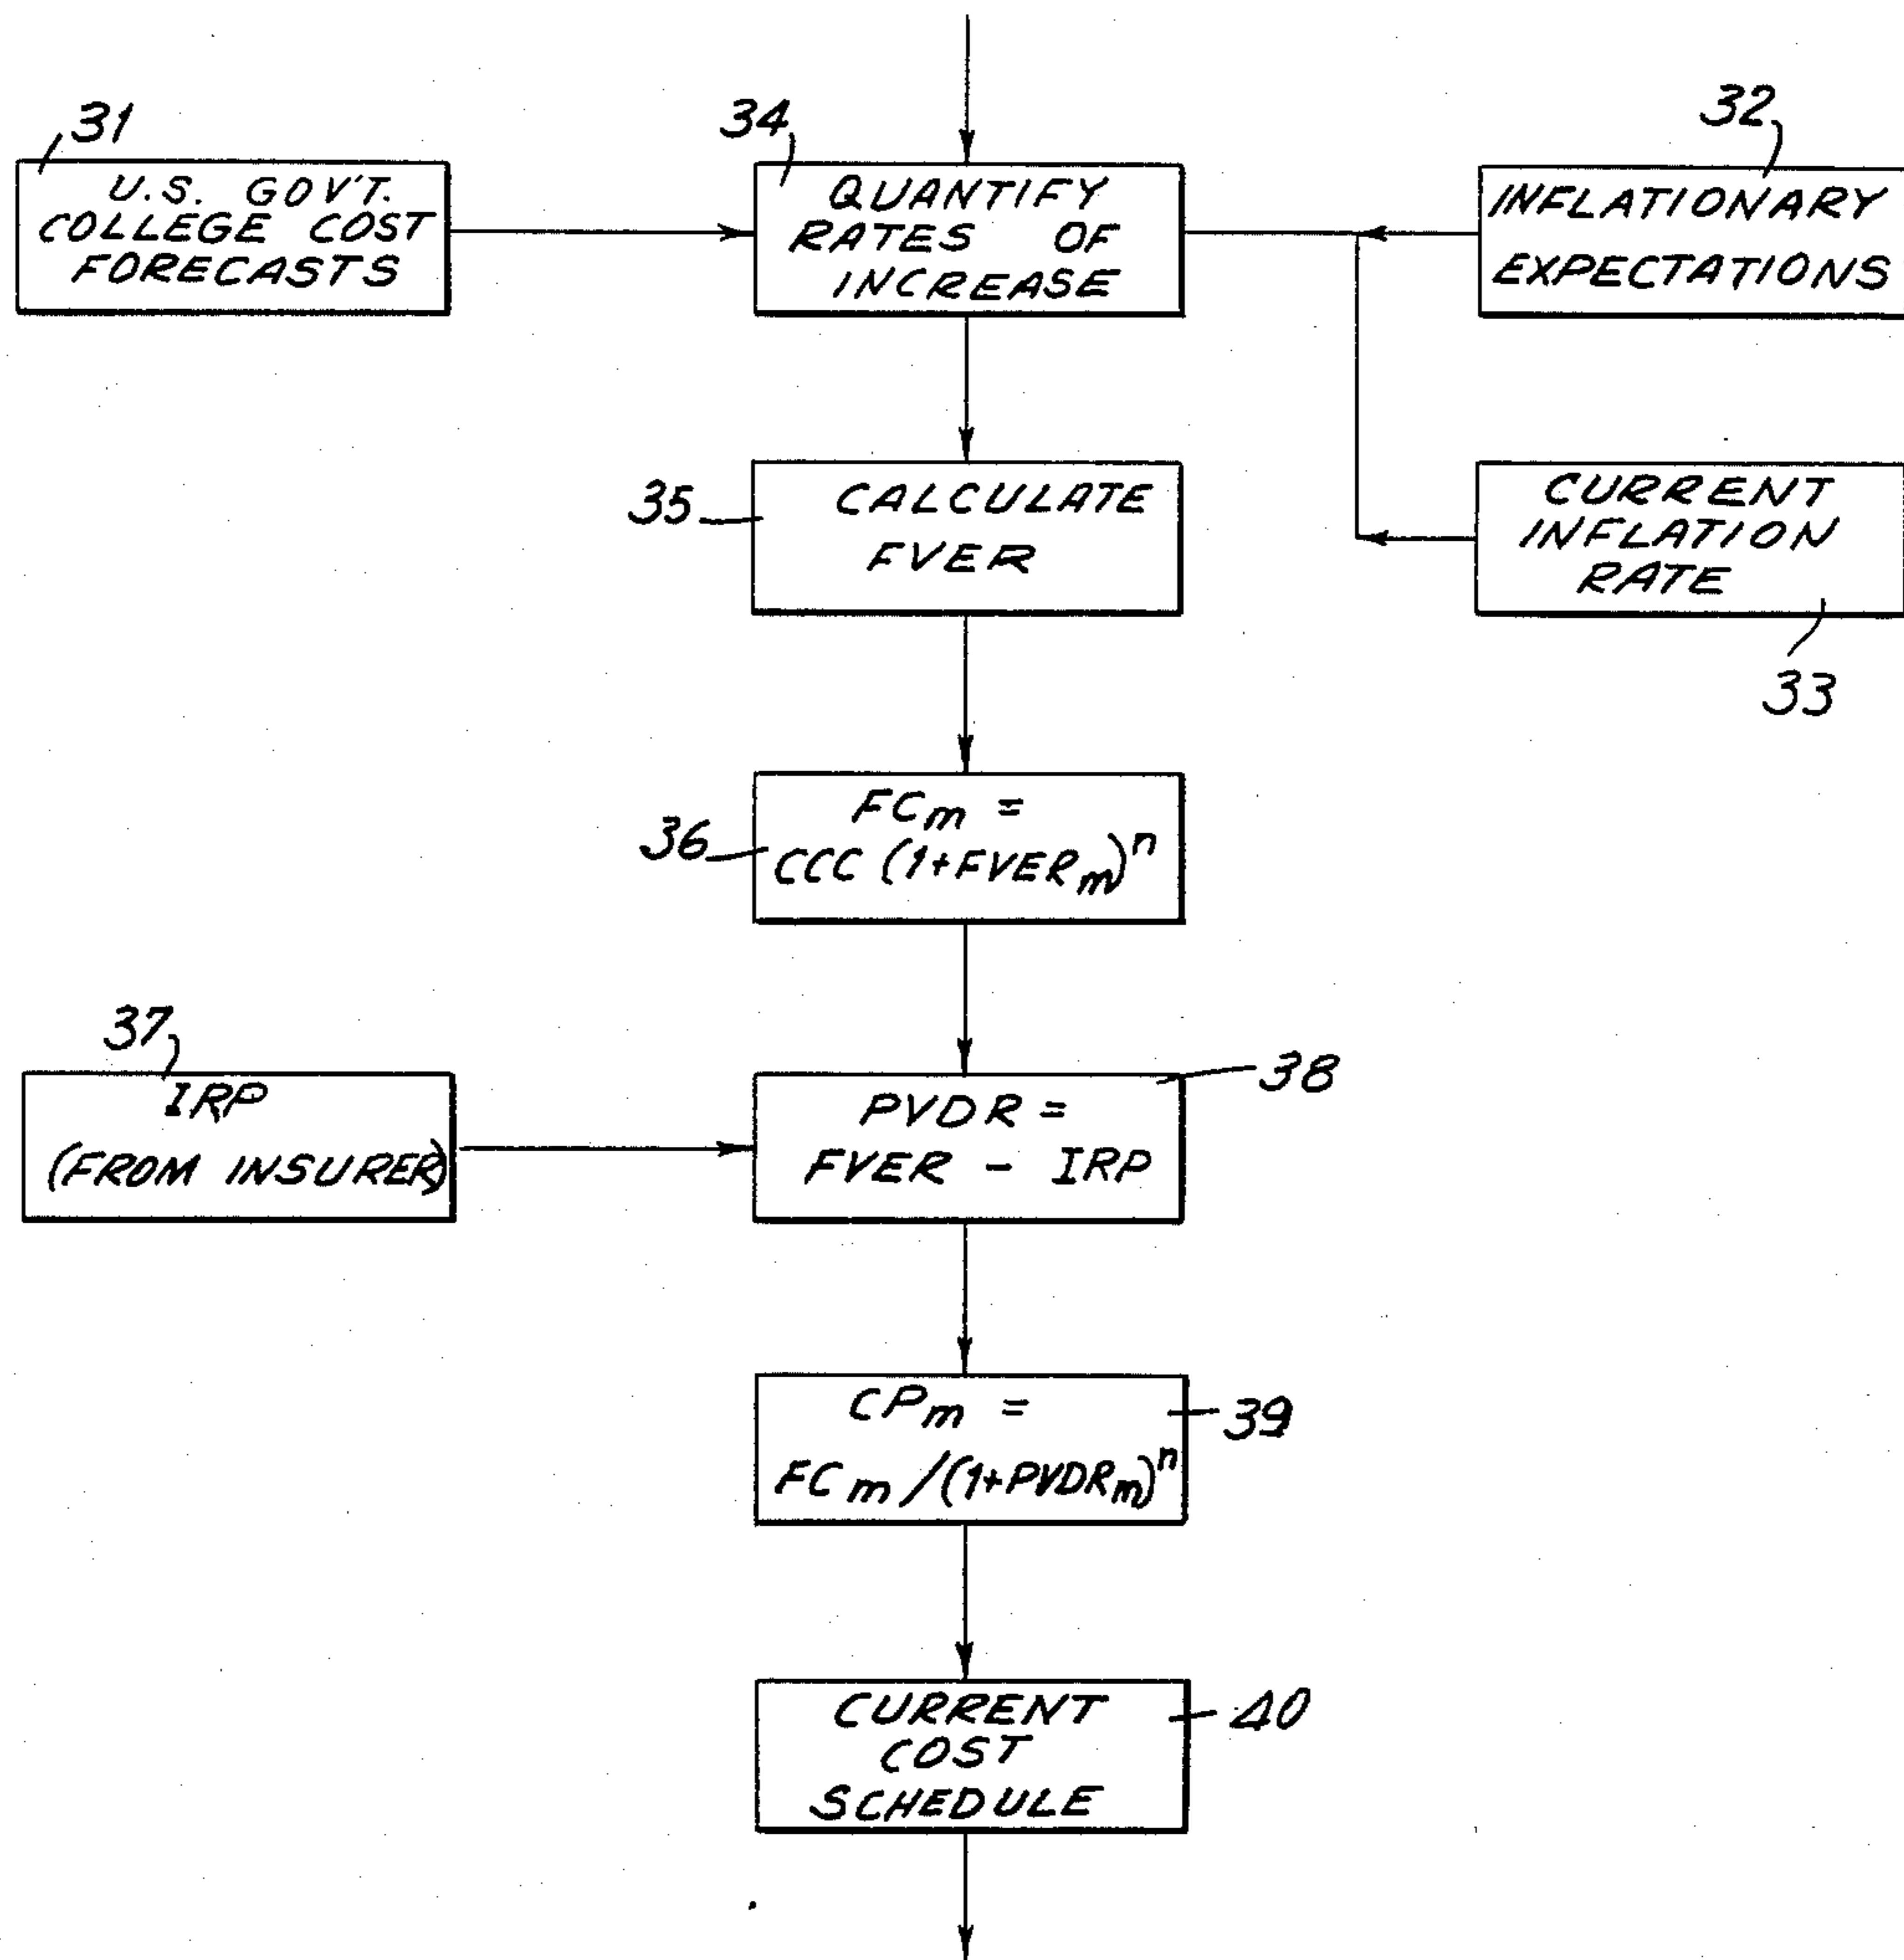 31
U.S. GOV'T.
COLLEGE COST
FORECASTS
34
QUANTIFY
RATES OF
INCREASE
32
INFLATIONARY
EXPECTATIONS
35
CALCULATE
FVER
CURRENT
INFLATION
RATE
33
36
FCm =
CCC (1+FVERm)^n
37
IRP
(FROM INSURER)
38
PVDR =
FVER - IRP
39
CPm =
FCm/(1+PVDRm)^n
40
CURRENT
COST
SCHEDULE